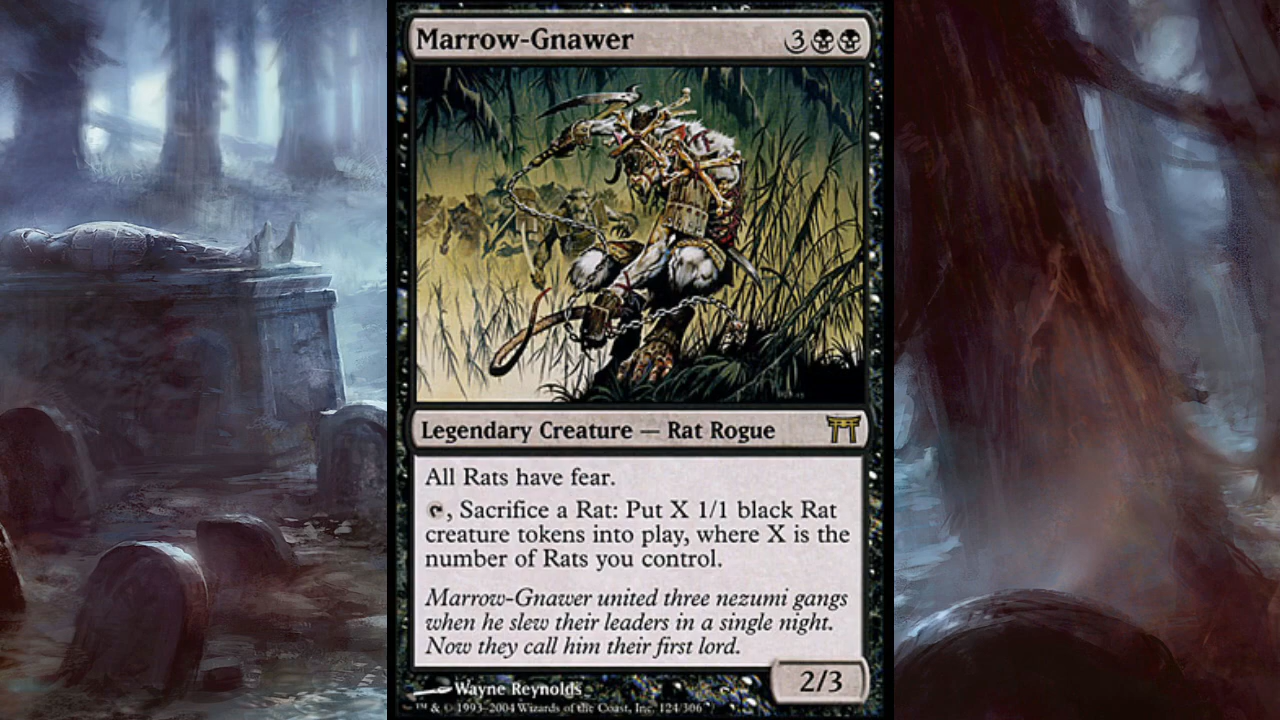 Marrow-Gnawer 3
Legendary Creature — Rat Rogue
All Rats have fear.
, Sacrifice a Rat: Put X 1/1 black Rat
creature tokens into play, where X is the
number of Rats you control.
Marrow-Gnawer united three nezumi gangs
when he slew their leaders in a single night.
Now they call him their first lord.
2/3
Wayne Reynolds
™ & © 1993–2004 Wizards of the Coast, Inc. 124/306